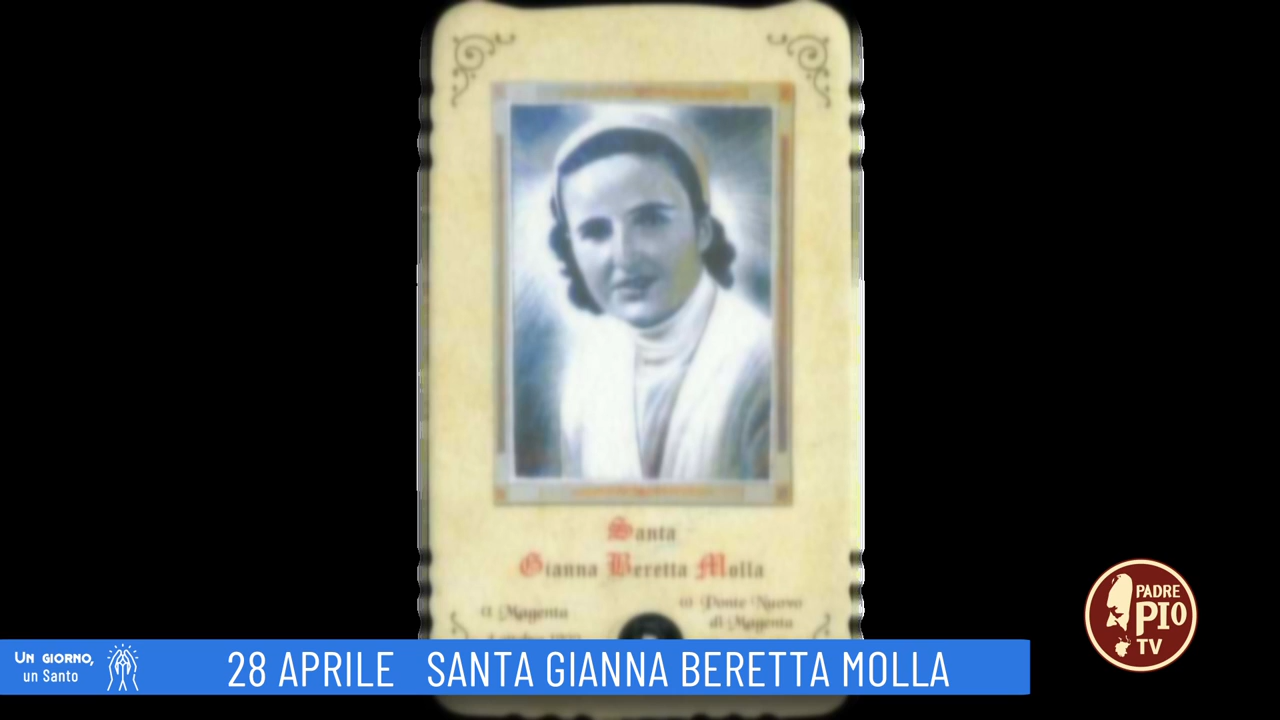 Santa
Gianna Beretta Molla
Magenta
Ponte Nuovo
di Magenta
UN GIORNO,
un Santo
28 APRILE SANTA GIANNA BERETTA MOLLA
PADRE
PIO
TV